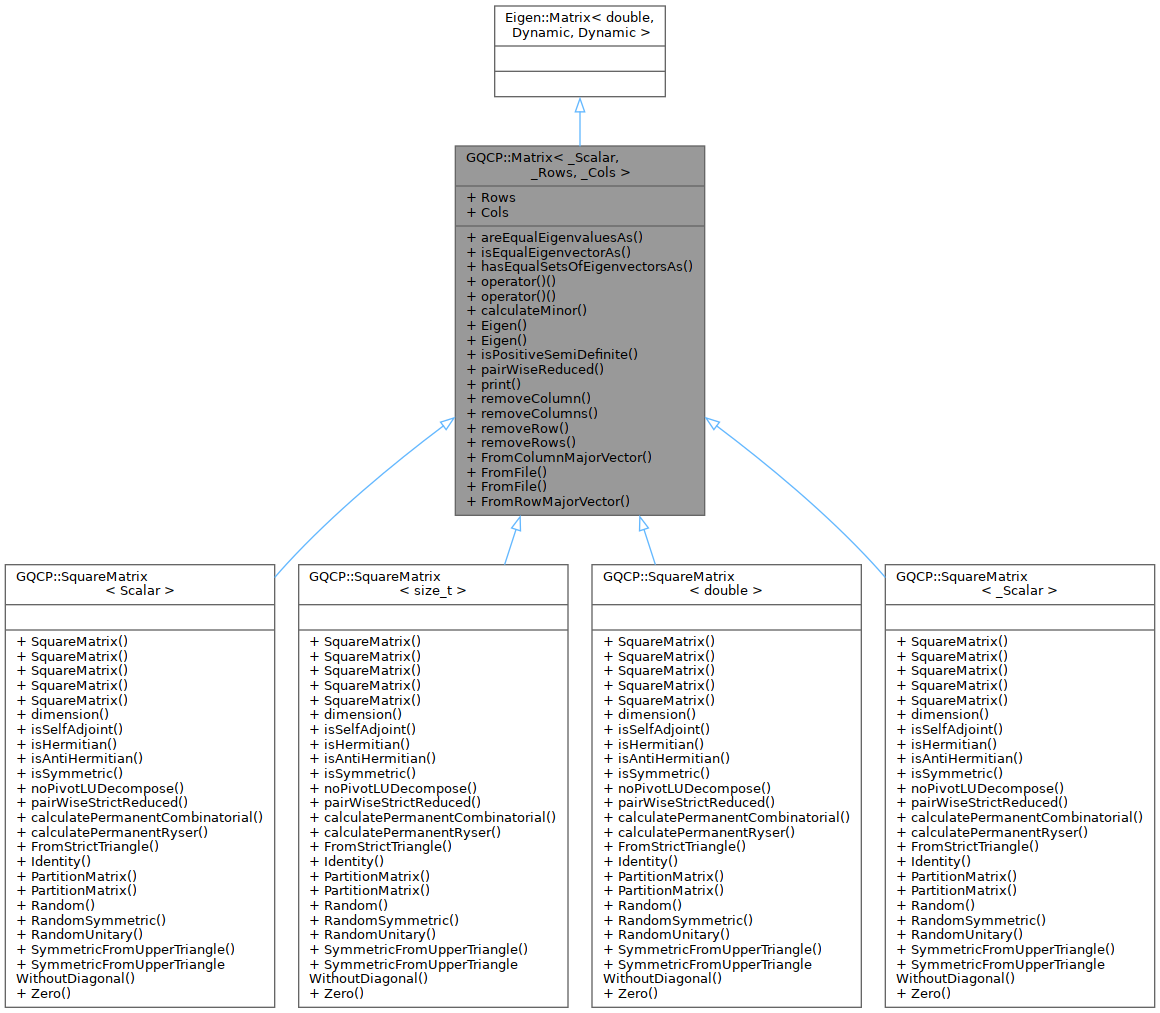 Eigen::Matrix< double,
Dynamic, Dynamic >
GQCP::Matrix< _Scalar,
_Rows, _Cols >
+ Rows
+ Cols
+ areEqualEigenvaluesAs()
+ isEqualEigenvectorAs()
+ hasEqualSetsOfEigenvectorsAs()
+ operator()()
+ operator()()
+ calculateMinor()
+ Eigen()
+ Eigen()
+ isPositiveSemiDefinite()
+ pairWiseReduced()
+ print()
+ removeColumn()
+ removeColumns()
+ removeRow()
+ removeRows()
+ FromColumnMajorVector()
+ FromFile()
+ FromFile()
+ FromRowMajorVector()
GQCP::SquareMatrix
< Scalar >
+ SquareMatrix()
+ SquareMatrix()
+ SquareMatrix()
+ SquareMatrix()
+ SquareMatrix()
+ dimension()
+ isSelfAdjoint()
+ isHermitian()
+ isAntiHermitian()
+ isSymmetric()
+ noPivotLUDecompose()
+ pairWiseStrictReduced()
+ calculatePermanentCombinatorial()
+ calculatePermanentRyser()
+ FromStrictTriangle()
+ Identity()
+ PartitionMatrix()
+ PartitionMatrix()
+ Random()
+ RandomSymmetric()
+ RandomUnitary()
+ SymmetricFromUpperTriangle()
+ SymmetricFromUpperTriangle
WithoutDiagonal()
+ Zero()
GQCP::SquareMatrix
< size_t >
+ SquareMatrix()
+ SquareMatrix()
+ SquareMatrix()
+ SquareMatrix()
+ SquareMatrix()
+ dimension()
+ isSelfAdjoint()
+ isHermitian()
+ isAntiHermitian()
+ isSymmetric()
+ noPivotLUDecompose()
+ pairWiseStrictReduced()
+ calculatePermanentCombinatorial()
+ calculatePermanentRyser()
+ FromStrictTriangle()
+ Identity()
+ PartitionMatrix()
+ PartitionMatrix()
+ Random()
+ RandomSymmetric()
+ RandomUnitary()
+ SymmetricFromUpperTriangle()
+ SymmetricFromUpperTriangle
WithoutDiagonal()
+ Zero()
GQCP::SquareMatrix
< double >
+ SquareMatrix()
+ SquareMatrix()
+ SquareMatrix()
+ SquareMatrix()
+ SquareMatrix()
+ dimension()
+ isSelfAdjoint()
+ isHermitian()
+ isAntiHermitian()
+ isSymmetric()
+ noPivotLUDecompose()
+ pairWiseStrictReduced()
+ calculatePermanentCombinatorial()
+ calculatePermanentRyser()
+ FromStrictTriangle()
+ Identity()
+ PartitionMatrix()
+ PartitionMatrix()
+ Random()
+ RandomSymmetric()
+ RandomUnitary()
+ SymmetricFromUpperTriangle()
+ SymmetricFromUpperTriangle
WithoutDiagonal()
+ Zero()
GQCP::SquareMatrix
< _Scalar >
+ SquareMatrix()
+ SquareMatrix()
+ SquareMatrix()
+ SquareMatrix()
+ SquareMatrix()
+ dimension()
+ isSelfAdjoint()
+ isHermitian()
+ isAntiHermitian()
+ isSymmetric()
+ noPivotLUDecompose()
+ pairWiseStrictReduced()
+ calculatePermanentCombinatorial()
+ calculatePermanentRyser()
+ FromStrictTriangle()
+ Identity()
+ PartitionMatrix()
+ PartitionMatrix()
+ Random()
+ RandomSymmetric()
+ RandomUnitary()
+ SymmetricFromUpperTriangle()
+ SymmetricFromUpperTriangle
WithoutDiagonal()
+ Zero()